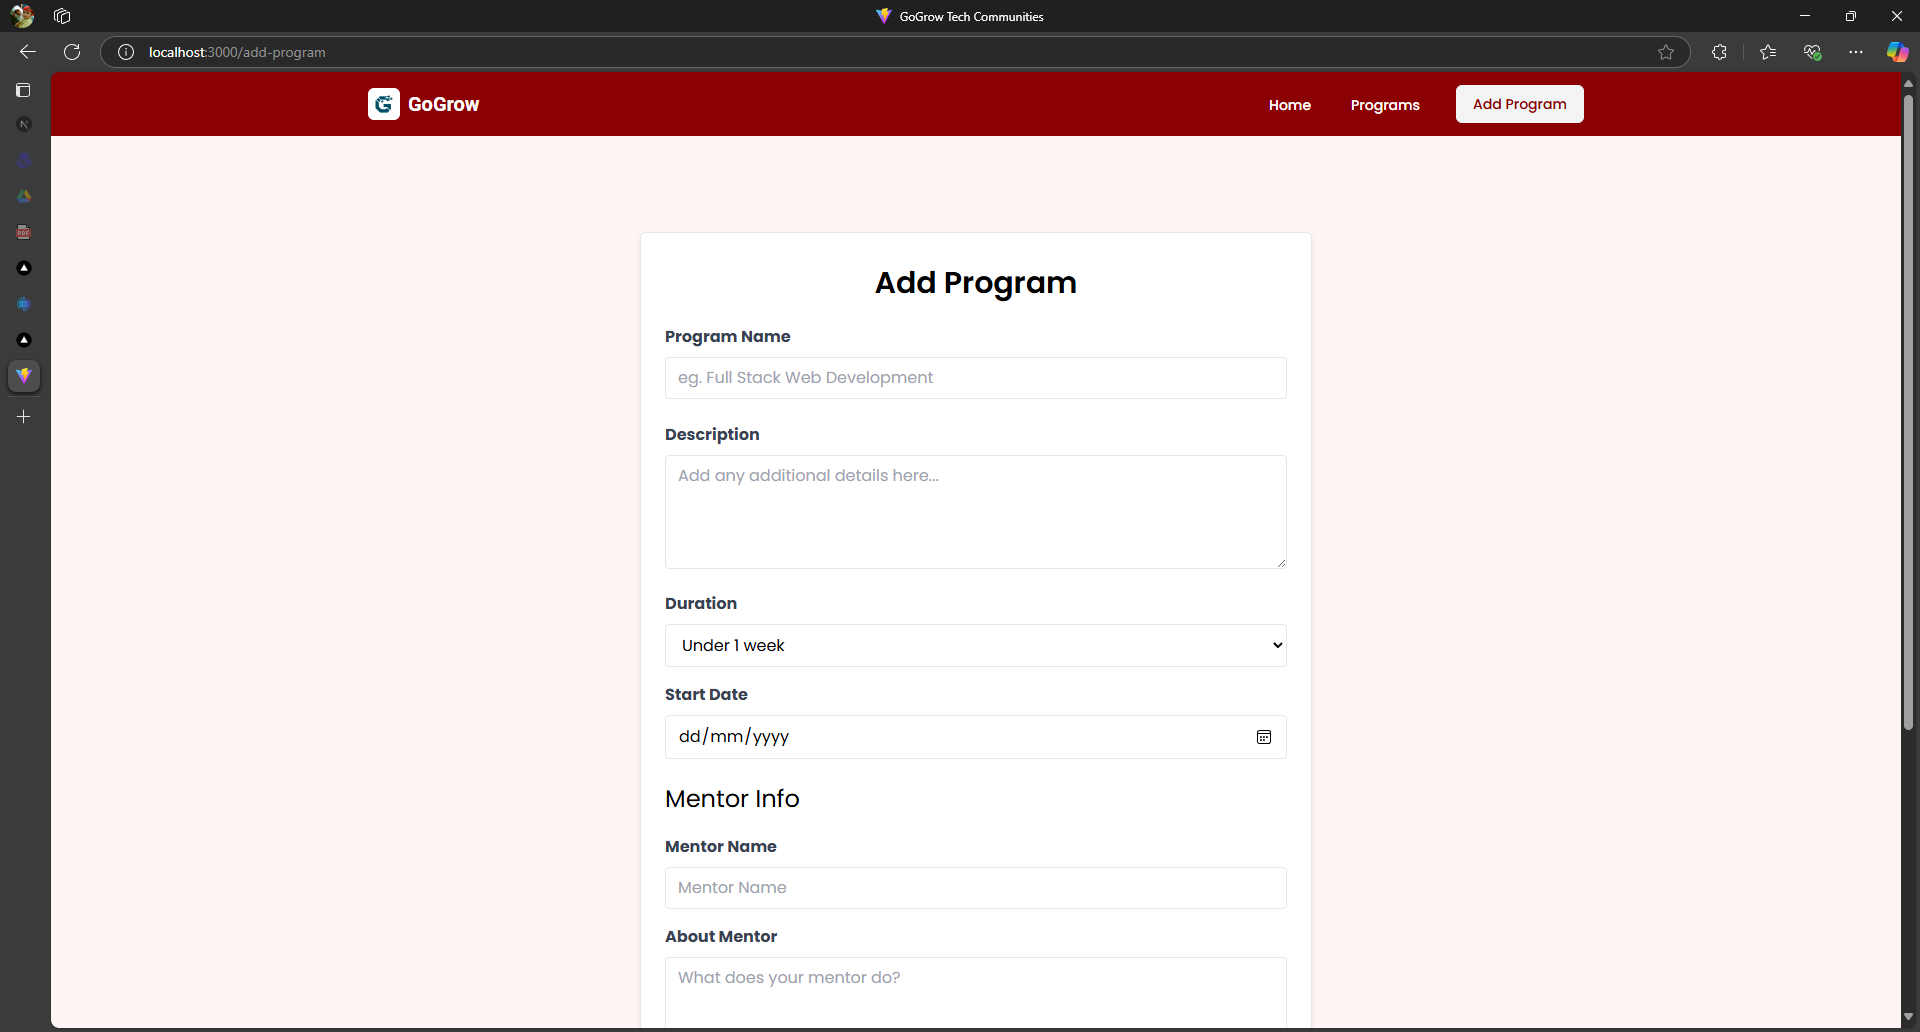 GoGrow Tech Communities
localhost:3000/add-program
GoGrow
Home
Programs
Add Program
Add Program
Program Name
eg. Full Stack Web Development
Description
Add any additional details here...
Duration
Under 1 week
Start Date
dd/mm/yyyy
Mentor Info
Mentor Name
Mentor Name
About Mentor
What does your mentor do?